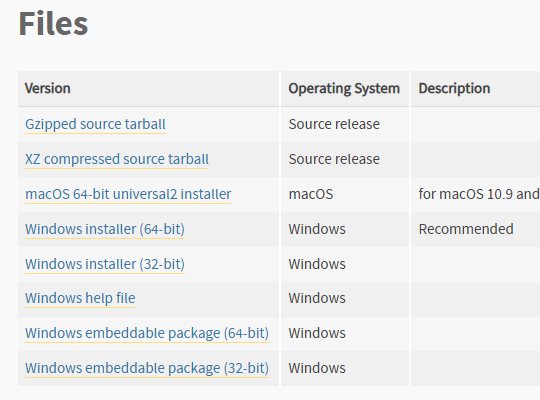 Files
Version Operating System Description
Gzipped source tarball Source release
XZ compressed source tarball Source release
macOS 64-bit universal2 installer macOS for macOS 10.9 and
Windows installer (64-bit) Windows Recommended
Windows installer (32-bit) Windows
Windows help file Windows
Windows embeddable package (64-bit) Windows
Windows embeddable package (32-bit) Windows